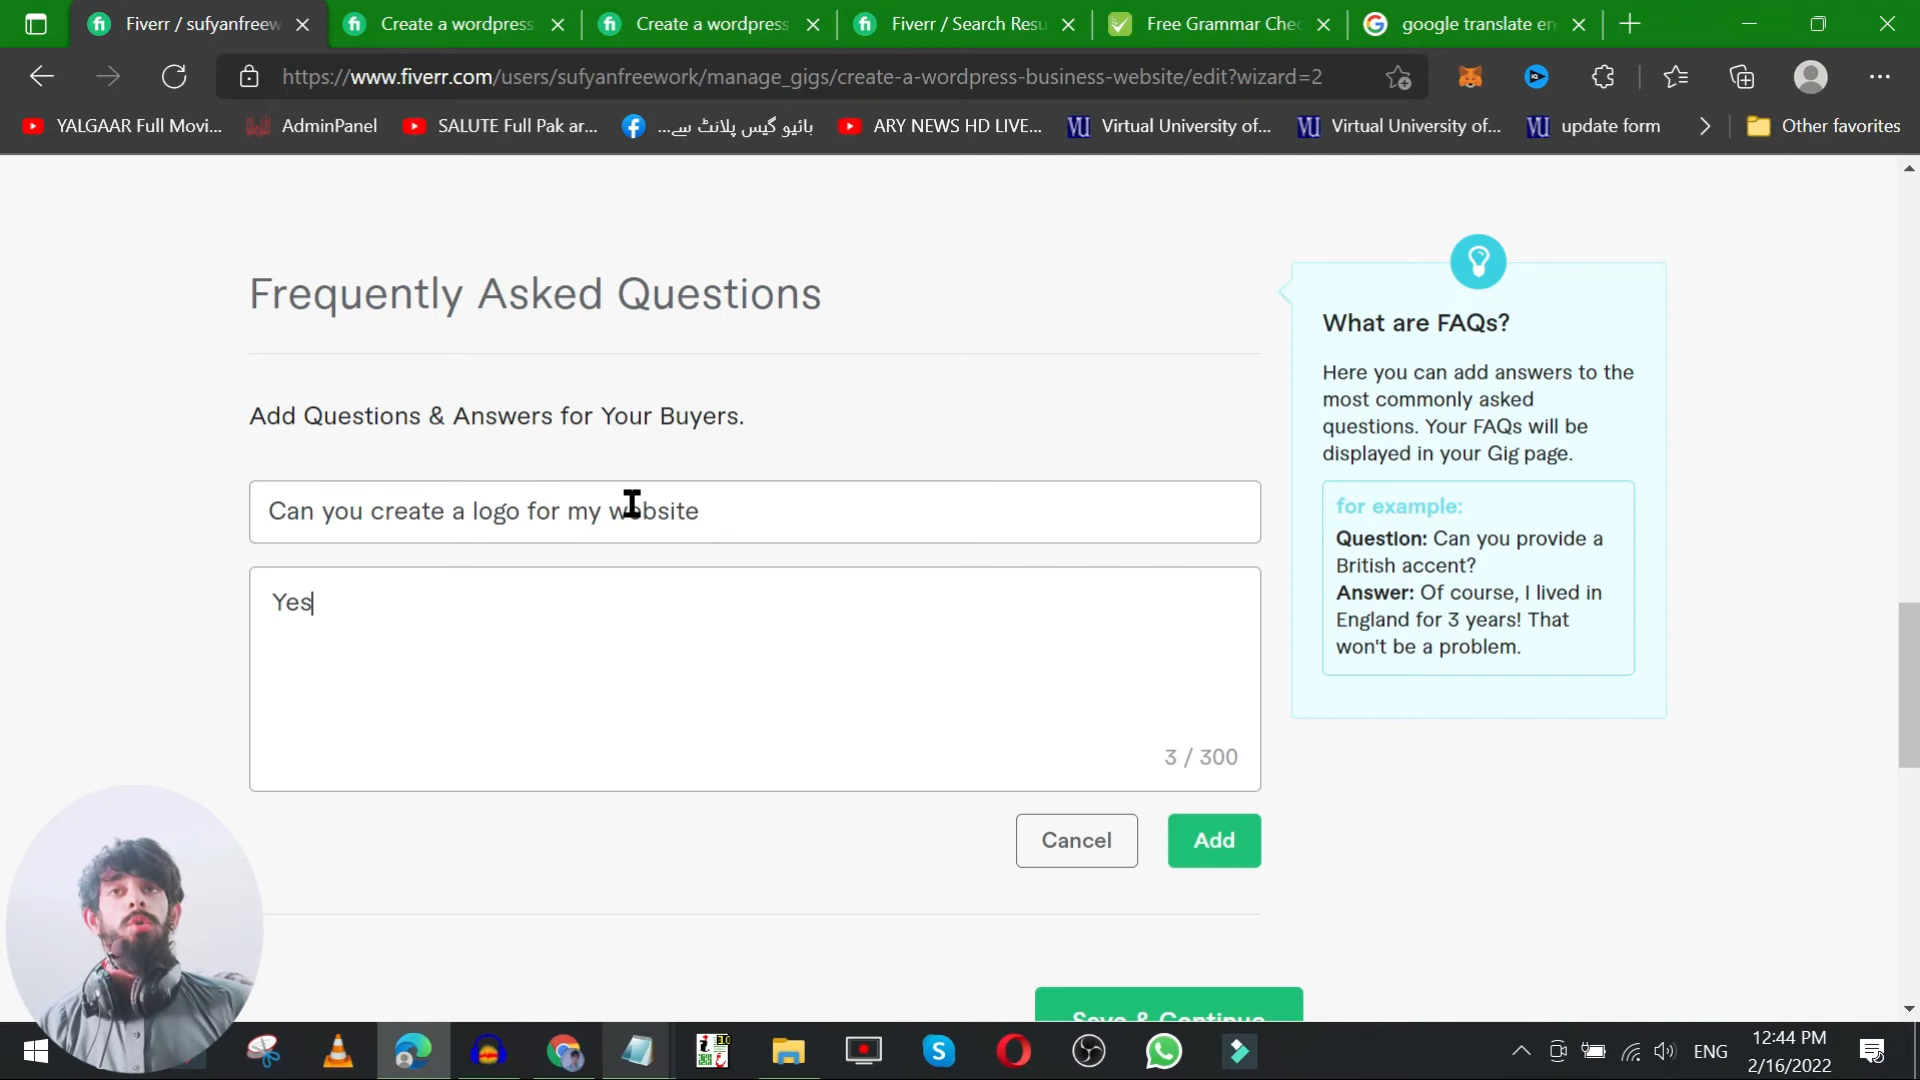 Fiverr / sufyanfreew
Create a wordpress
Create a wordpress
Fiverr / Search Resu
Free Grammar Chec
google translate en
https://www.fiverr.com/users/sufyanfreework/manage_gigs/create-a-wordpress-business-website/edit?wizard=2
YALGAAR Full Movi...
AdminPanel
SALUTE Full Pak ar...
بائیو گیس پلانٹ سے...
ARY NEWS HD LIVE...
VU Virtual University of...
VU Virtual University of...
VU update form
Other favorites
Frequently Asked Questions
Add Questions & Answers for Your Buyers.
Can you create a logo for my website
Yes
3 / 300
Cancel
Add
What are FAQs?
Here you can add answers to the
most commonly asked
questions. Your FAQs will be
displayed in your Gig page.
for example:
Question: Can you provide a
British accent?
Answer: Of course, I lived in
England for 3 years! That
won't be a problem.
Save & Continue
ENG
12:44 PM
2/16/2022